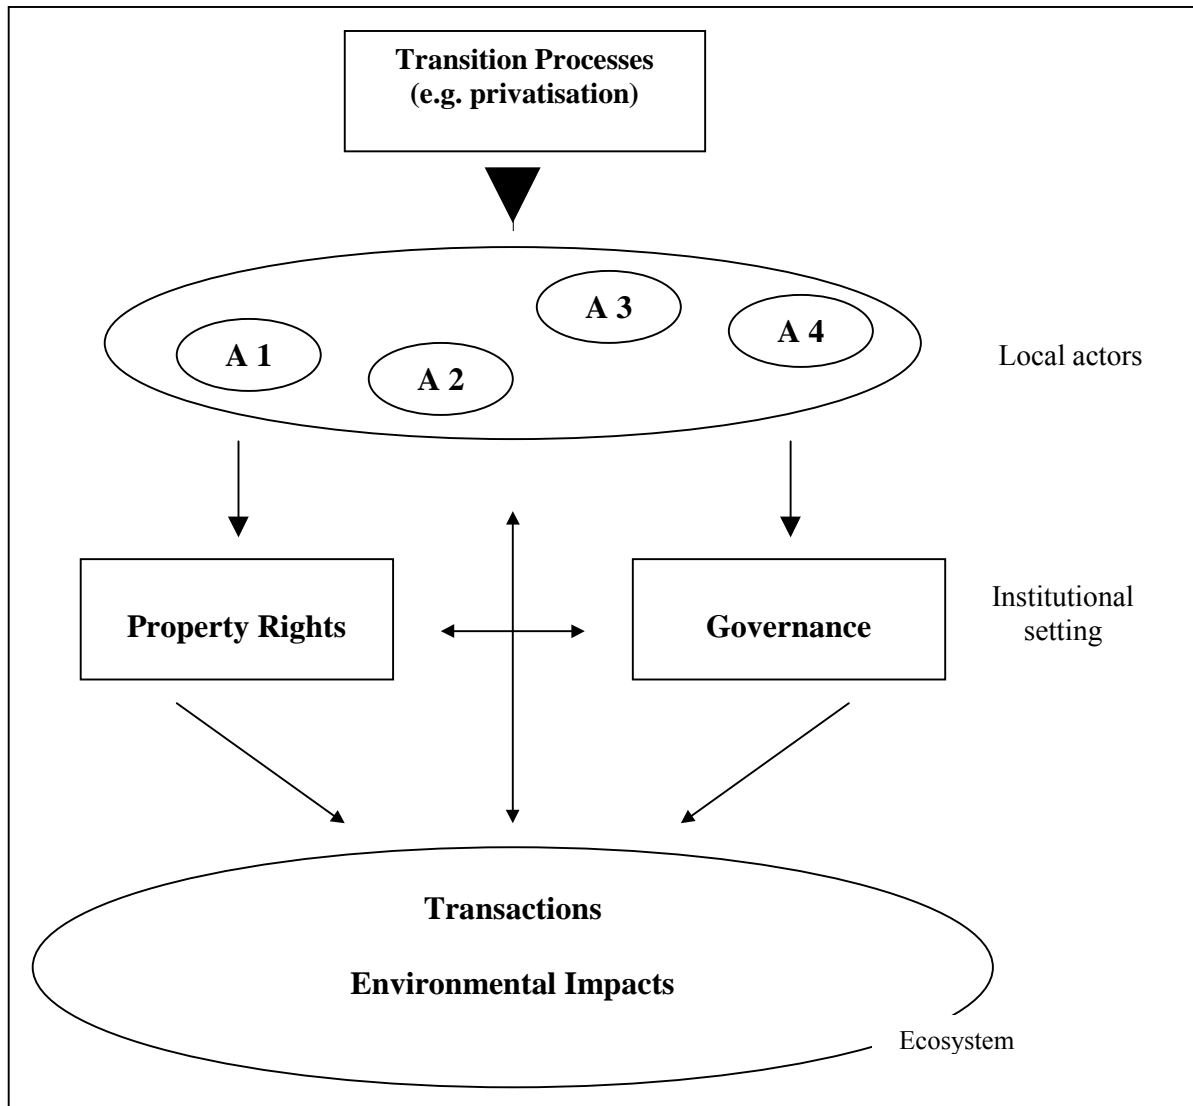 Transition Processes
(e.g. privatisation)
A 3
A 4
A 1
A 2
Local actors
Property Rights
Governance
Institutional
setting
Transactions
Environmental Impacts
Ecosystem